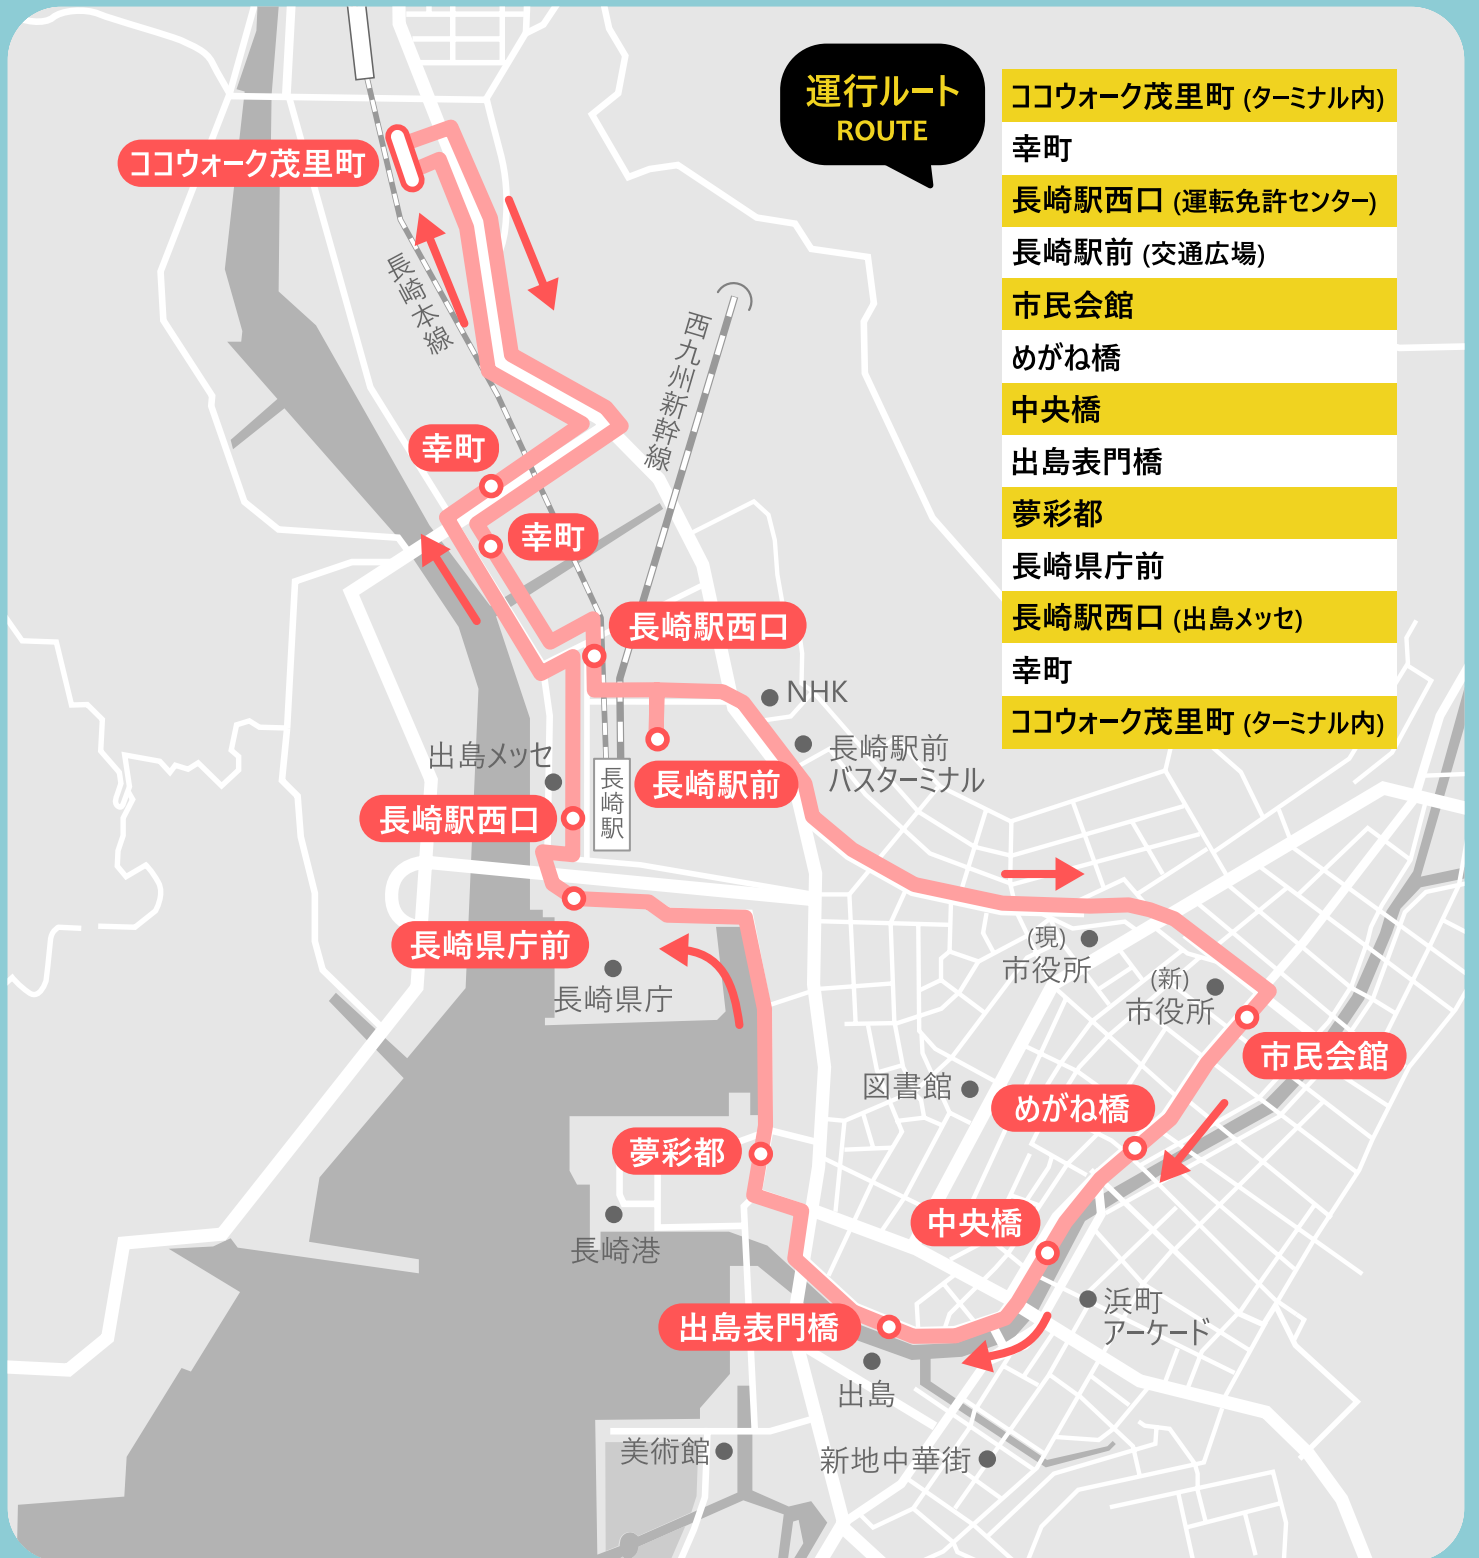 運行ルート
ROUTE
ココウォーク茂里町 (ターミナル内)
幸町
長崎駅西口 (運転免許センター)
長崎駅前 (交通広場)
市民会館
めがね橋
中央橋
出島表門橋
夢彩都
長崎県庁前
長崎駅西口 (出島メッセ)
幸町
ココウォーク茂里町 (ターミナル内)
ココウォーク茂里町
長崎本線
西九州新幹線
幸町
幸町
長崎駅西口
NHK
長崎駅前
バスターミナル
出島メッセ
長崎駅
長崎駅前
長崎駅西口
長崎県庁前
長崎県庁
(現)
市役所
(新)
市役所
市民会館
図書館
めがね橋
夢彩都
中央橋
長崎港
浜町
アーケード
出島表門橋
出島
美術館
新地中華街